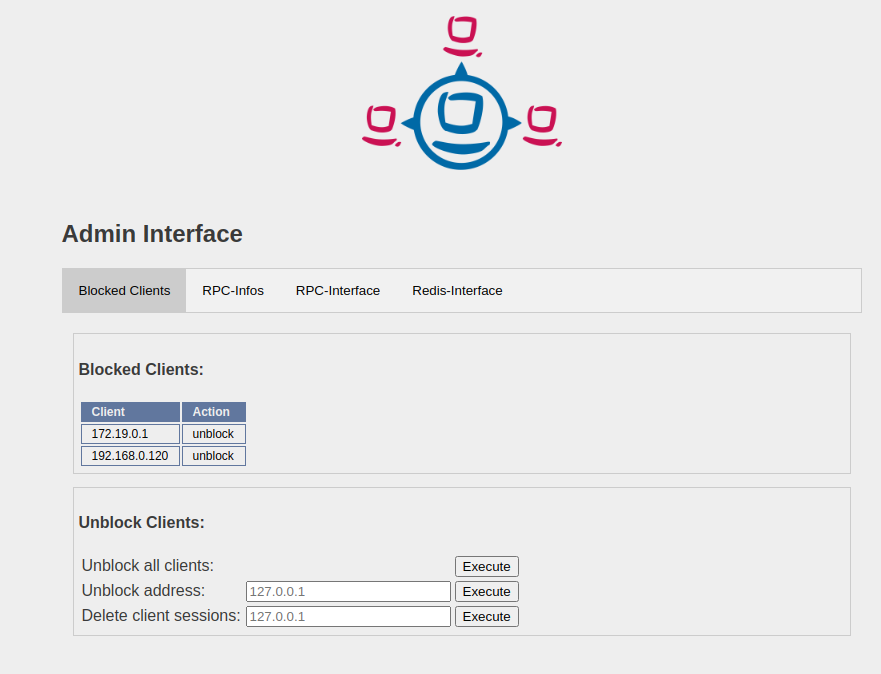 Admin Interface
Blocked Clients RPC-Infos RPC-Interface Redis-Interface
Blocked Clients:
Client Action
172.19.0.1 unblock
192.168.0.120 unblock
Unblock Clients:
Unblock all clients: Execute
Unblock address: 127.0.0.1 Execute
Delete client sessions: 127.0.0.1 Execute